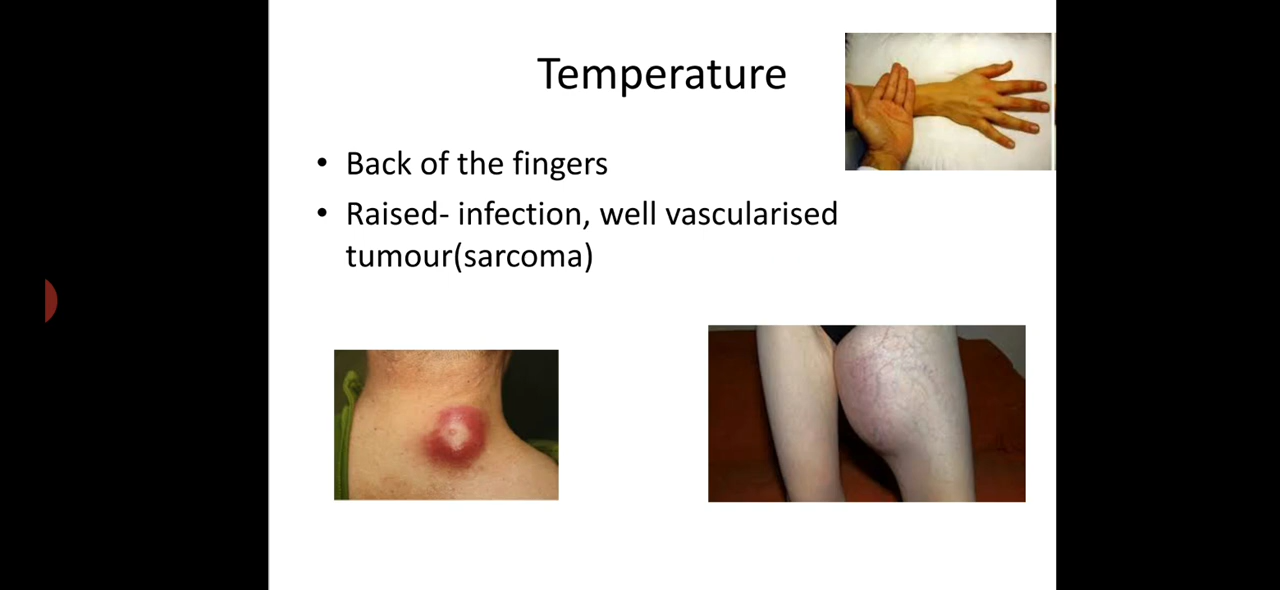 Temperature
• Back of the fingers
• Raised- infection, well vascularised
tumour(sarcoma)